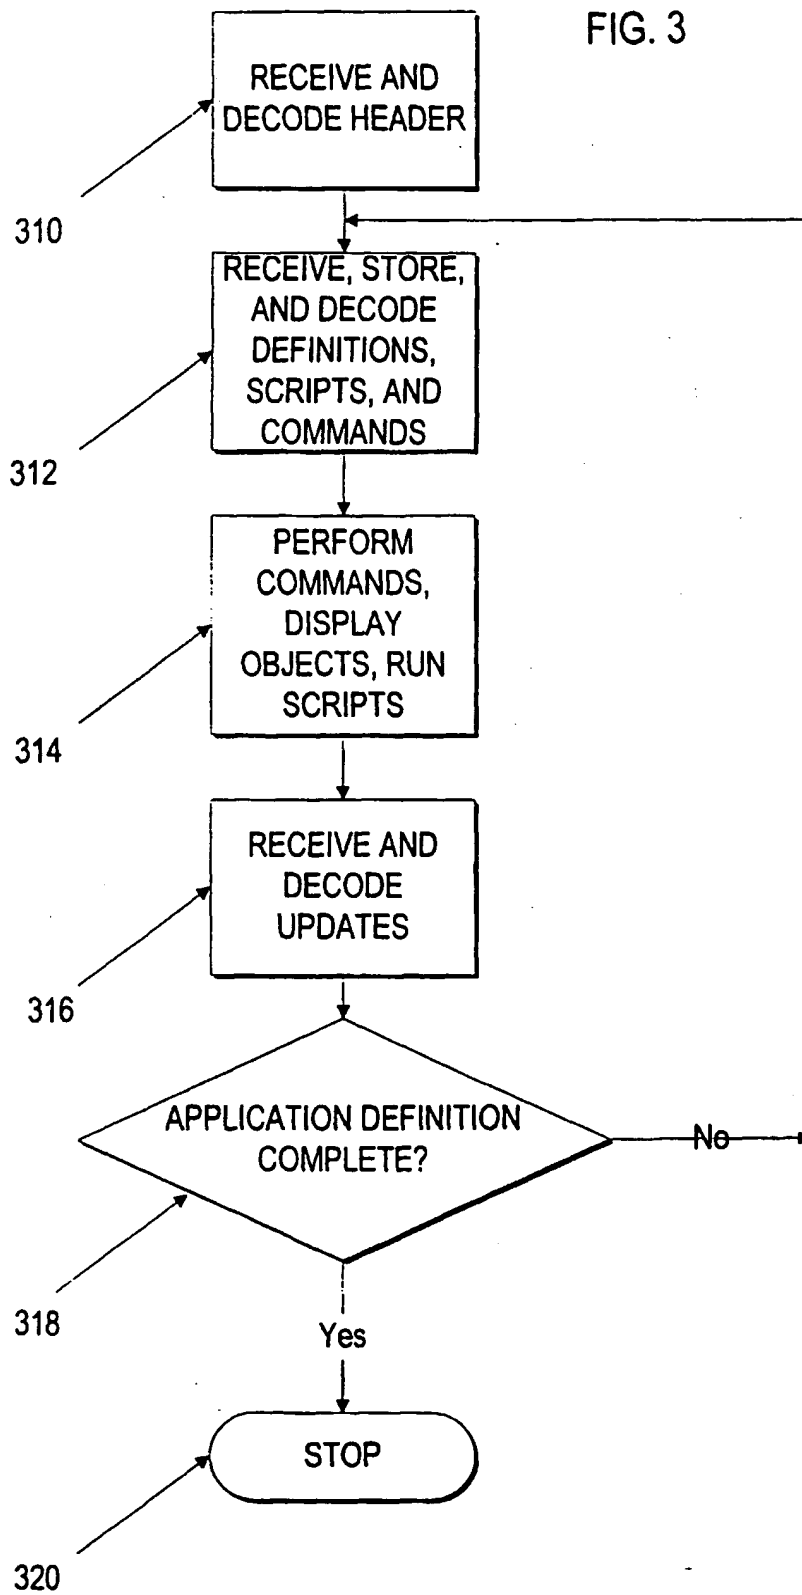 FIG. 3
RECEIVE AND
DECODE HEADER
310
RECEIVE, STORE,
AND DECODE
DEFINITIONS,
SCRIPTS, AND
COMMANDS
312
PERFORM
COMMANDS,
DISPLAY
OBJECTS, RUN
SCRIPTS
314
RECEIVE AND
DECODE
UPDATES
316
APPLICATION DEFINITION
COMPLETE?
No
318
Yes
STOP
320